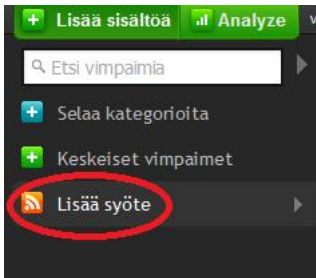 Lisää sisältöä Analyze
Etsi vimpaimia
Selaa kategorioita
Keskeiset vimpaimet
Lisää syöte